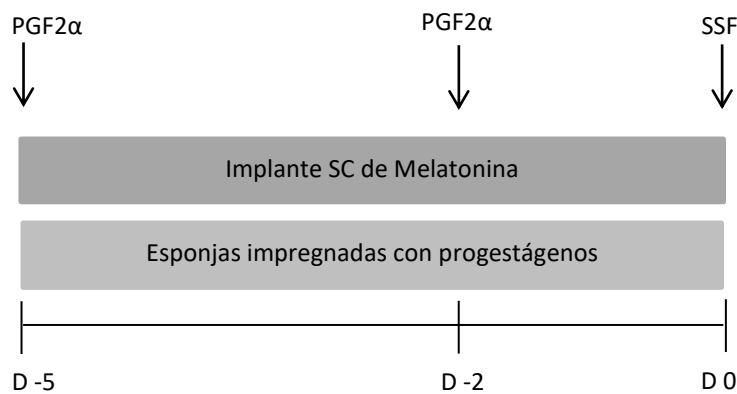 PGF2α PGF2α SSF
Implante SC de Melatonina
Esponjas impregnadas con progestágenos
D -5 D -2 D 0